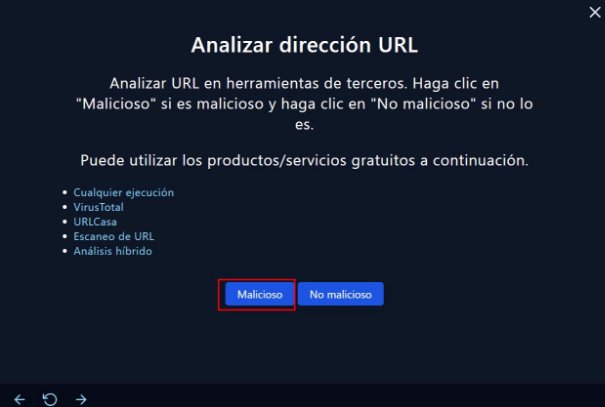 Analizar dirección URL
Analizar URL en herramientas de terceros. Haga clic en
"Malicioso" si es malicioso y haga clic en "No malicioso" si no lo
es.
Puede utilizar los productos/servicios gratuitos a continuación.
Cualquier ejecución
VirusTotal
URLCasa
Escaneo de URL
Análisis híbrido
Malicioso No malicioso